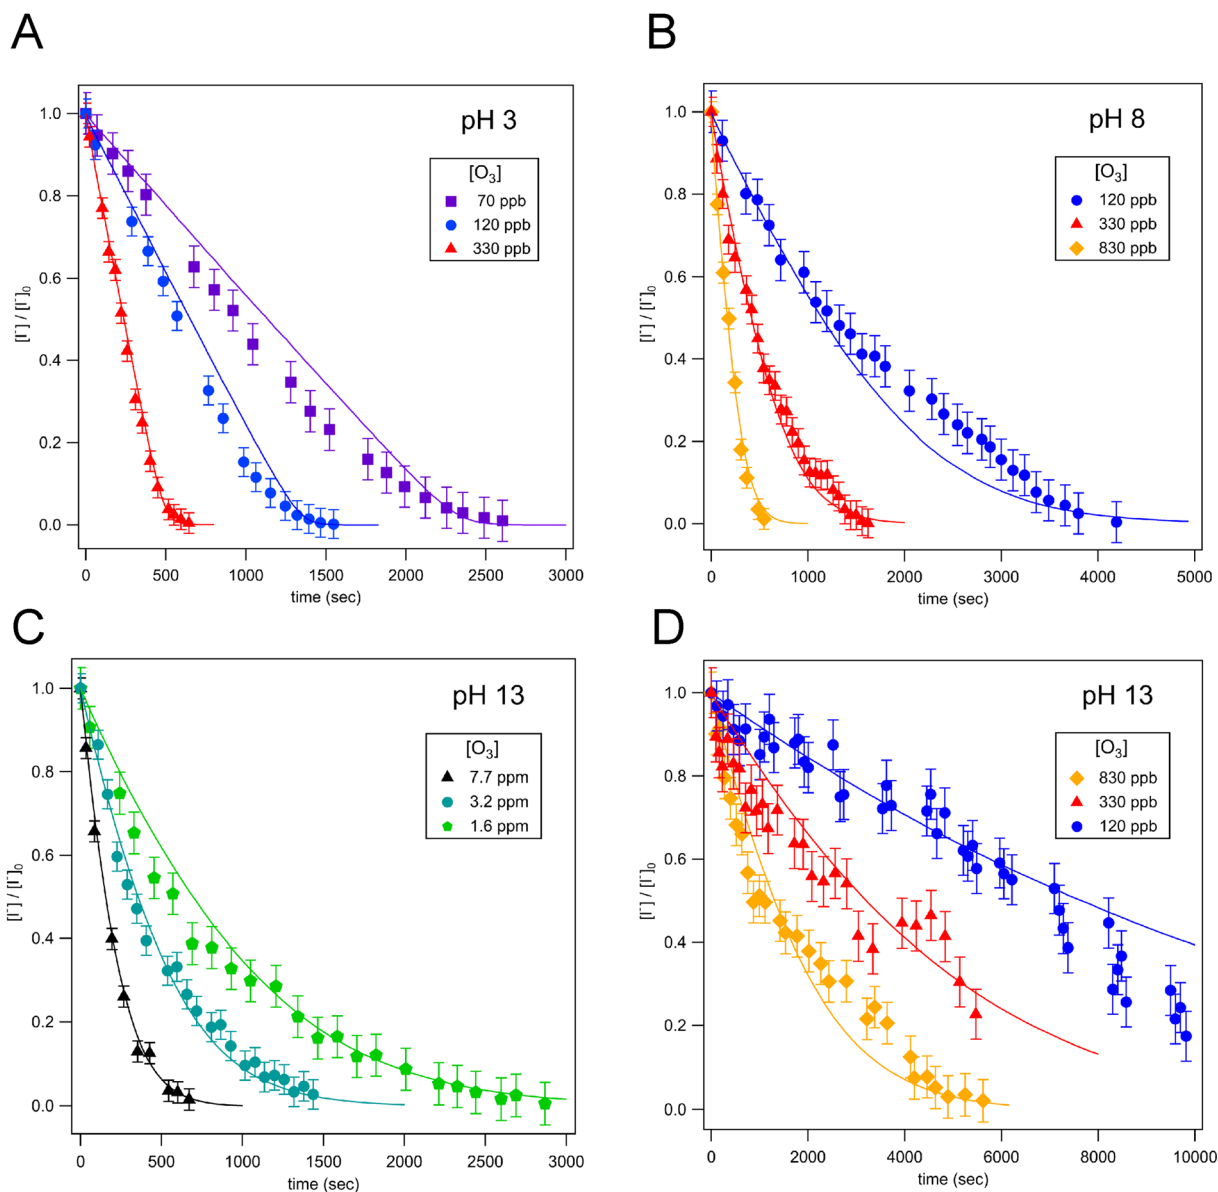 A
pH 3
[O₃]
70 ppb
120 ppb
330 ppb
[I⁻] / [I⁻]₀
1.0
0.8
0.6
0.4
0.2
0.0
0 500 1000 1500 2000 2500 3000
time (sec)
B
pH 8
[O₃]
120 ppb
330 ppb
830 ppb
[I⁻] / [I⁻]₀
1.0
0.8
0.6
0.4
0.2
0.0
0 1000 2000 3000 4000 5000
time (sec)
C
pH 13
[O₃]
7.7 ppm
3.2 ppm
1.6 ppm
[I⁻] / [I⁻]₀
1.0
0.8
0.6
0.4
0.2
0.0
0 500 1000 1500 2000 2500 3000
time (sec)
D
pH 13
[O₃]
830 ppb
330 ppb
120 ppb
[I⁻] / [I⁻]₀
1.0
0.8
0.6
0.4
0.2
0.0
0 2000 4000 6000 8000 10000
time (sec)